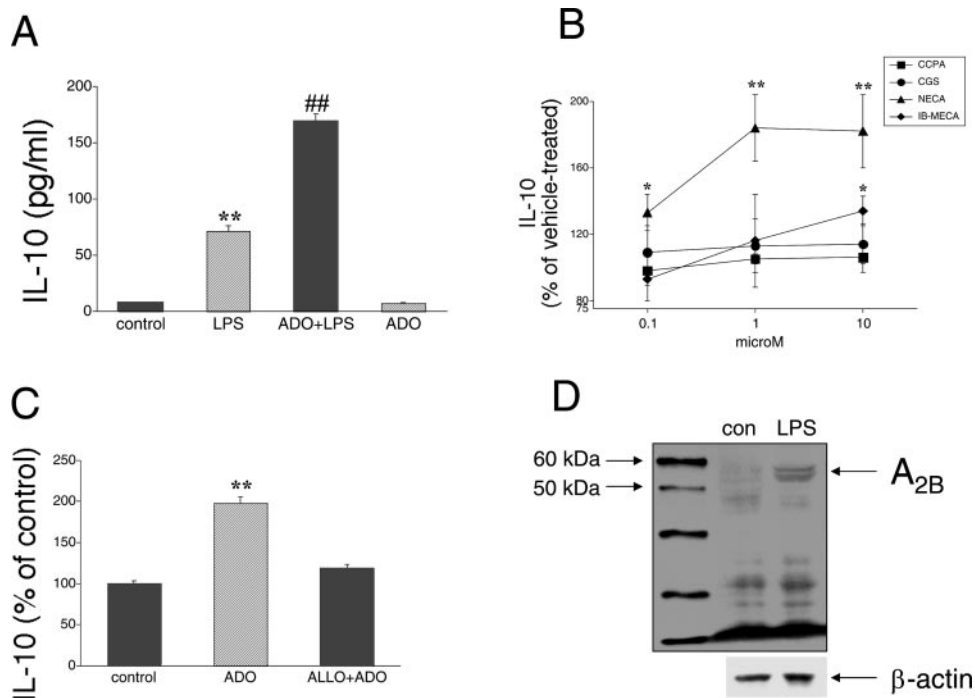 A
IL-10 (pg/ml)
200
150
100
50
0
##
**
control LPS ADO+LPS ADO
B
IL-10
(% of vehicle-treated)
200
160
120
80
75
**
**
*
*
0.1 1 10
microM
CCPA
CGS
NECA
IB-MECA
C
IL-10 (% of control)
250
200
150
100
50
0
**
control ADO ALLO+ADO
D
con LPS
60 kDa
50 kDa
A2B
β-actin